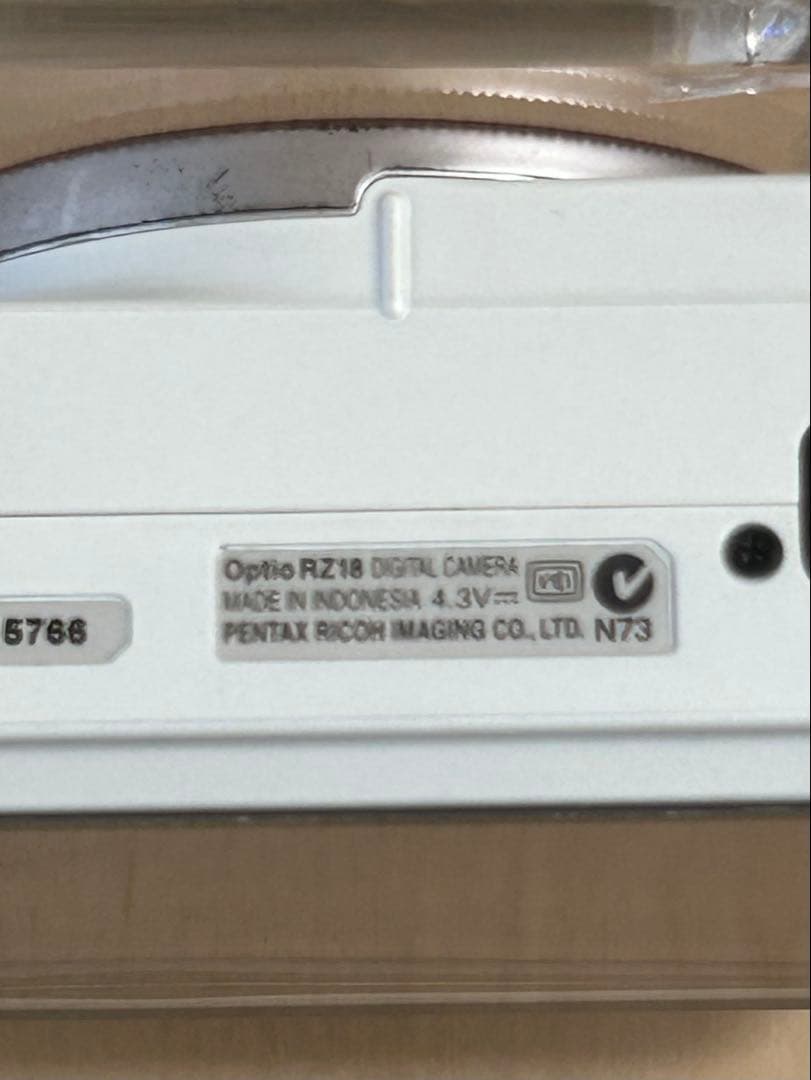 5766
Optio RZ18 DIGITAL CAMERA
MADE IN INDONESIA 4.3V⎓
PENTAX RICOH IMAGING CO., LTD. N73